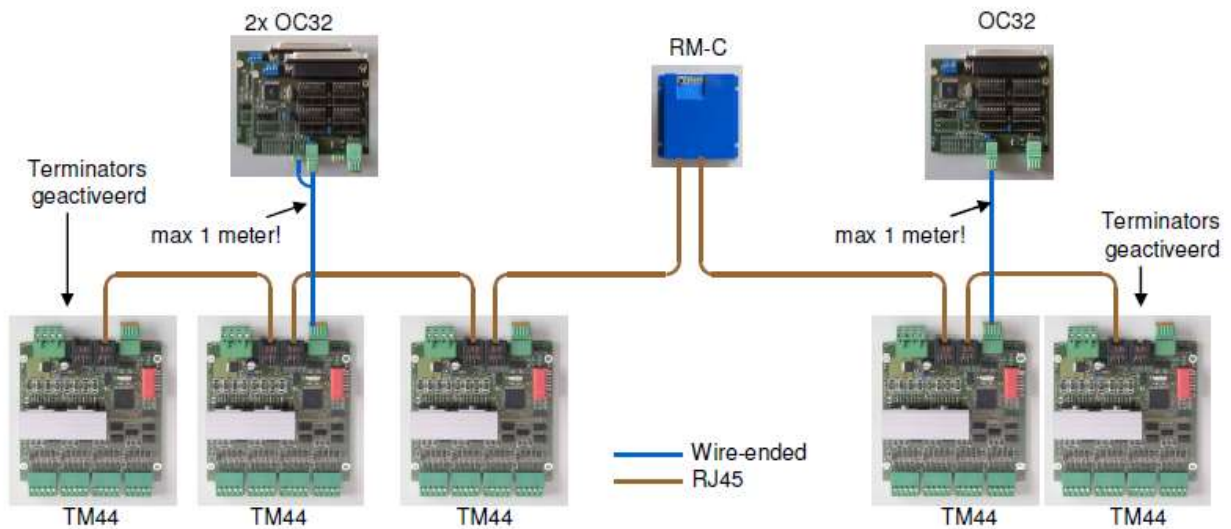 2x OC32
RM-C
OC32
Terminators
geactiveerd
max 1 meter!
max 1 meter!
Terminators
geactiveerd
Wire-ended
RJ45
TM44
TM44
TM44
TM44
TM44